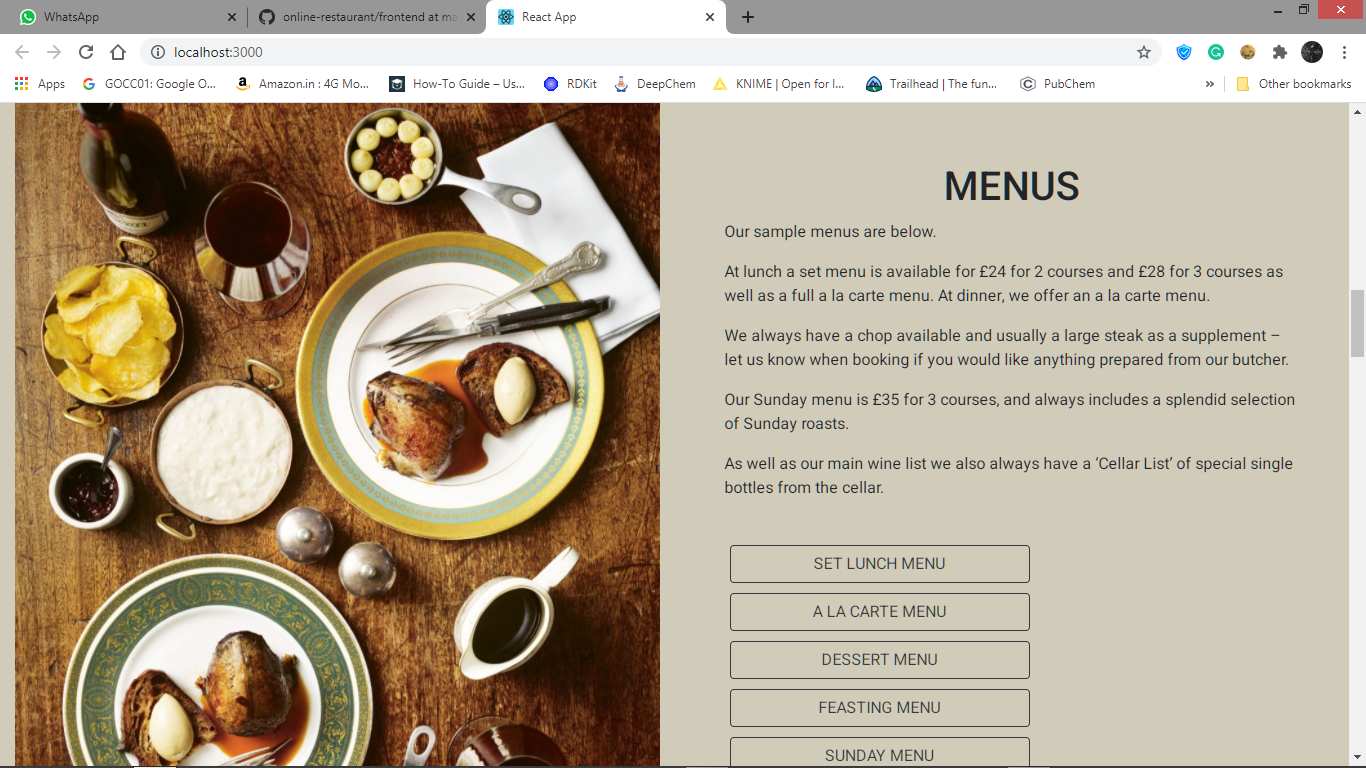 WhatsApp
online-restaurant/frontend at ma
React App
localhost:3000
Apps
GOCC01: Google O...
Amazon.in : 4G Mo...
How-To Guide – Us...
RDKit
DeepChem
KNIME | Open for I...
Trailhead | The fun...
PubChem
»
Other bookmarks
MENUS
Our sample menus are below.
At lunch a set menu is available for £24 for 2 courses and £28 for 3 courses as
well as a full a la carte menu. At dinner, we offer an a la carte menu.
We always have a chop available and usually a large steak as a supplement –
let us know when booking if you would like anything prepared from our butcher.
Our Sunday menu is £35 for 3 courses, and always includes a splendid selection
of Sunday roasts.
As well as our main wine list we also always have a ‘Cellar List’ of special single
bottles from the cellar.
SET LUNCH MENU
A LA CARTE MENU
DESSERT MENU
FEASTING MENU
SUNDAY MENU